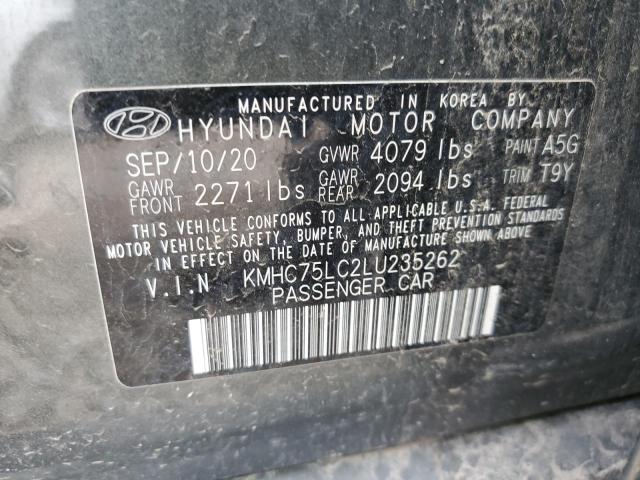 MANUFACTURED IN KOREA BY
HYUNDAI MOTOR COMPANY
SEP/10/20 GVWR 4079 lbs PAINT A5G
GAWR FRONT 2271 lbs GAWR REAR 2094 lbs TRIM T9Y
THIS VEHICLE CONFORMS TO ALL APPLICABLE U.S.A. FEDERAL
MOTOR VEHICLE SAFETY, BUMPER, AND THEFT PREVENTION STANDARDS
IN EFFECT ON THE DATE OF MANUFACTURE SHOWN ABOVE.
V.I.N KMHC75LC2LU235262
PASSENGER CAR